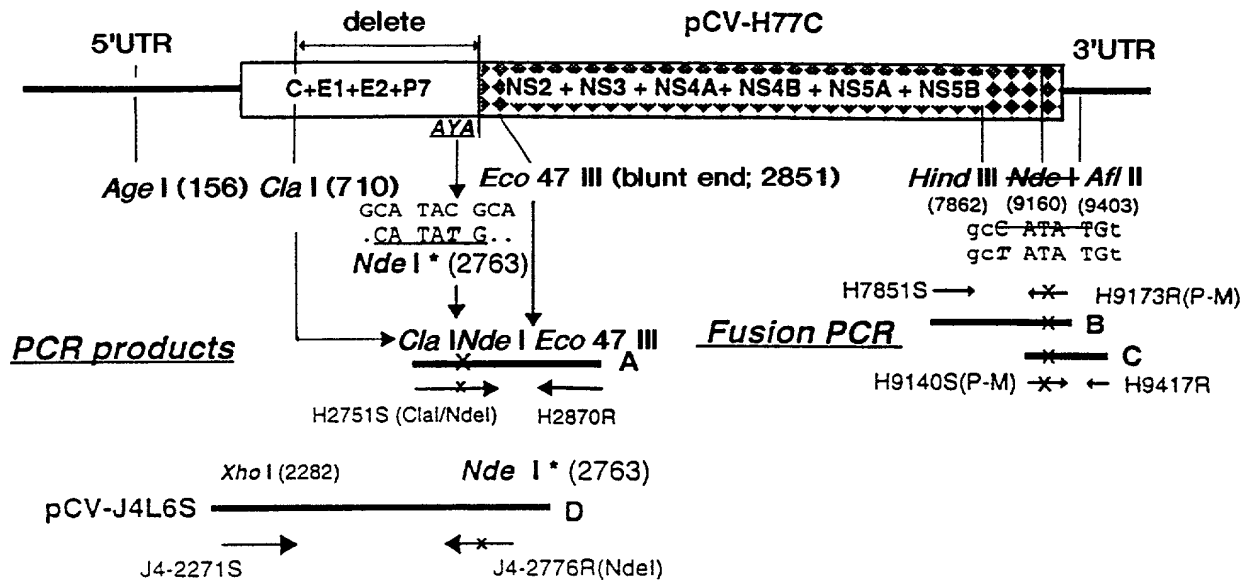 delete
pCV-H77C
5'UTR
3'UTR
C+E1+E2+P7
NS2 + NS3 + NS4A+ NS4B + NS5A + NS5B
AYA
Age I (156) Cla I (710)
Eco 47 III (blunt end; 2851)
Hind III Nde I Afl II
(7862) (9160) (9403)
GCA TAC GCA
.CA TAT G..
Nde I * (2763)
gcC ATA TGt
gcT ATA TGt
H7851S
H9173R(P-M)
B
Cla I Nde I Eco 47 III
PCR products
Fusion PCR
A
C
H2751S (ClaI/NdeI)
H2870R
H9140S(P-M)
H9417R
Xho I (2282)
Nde I * (2763)
pCV-J4L6S
D
J4-2271S
J4-2776R(NdeI)